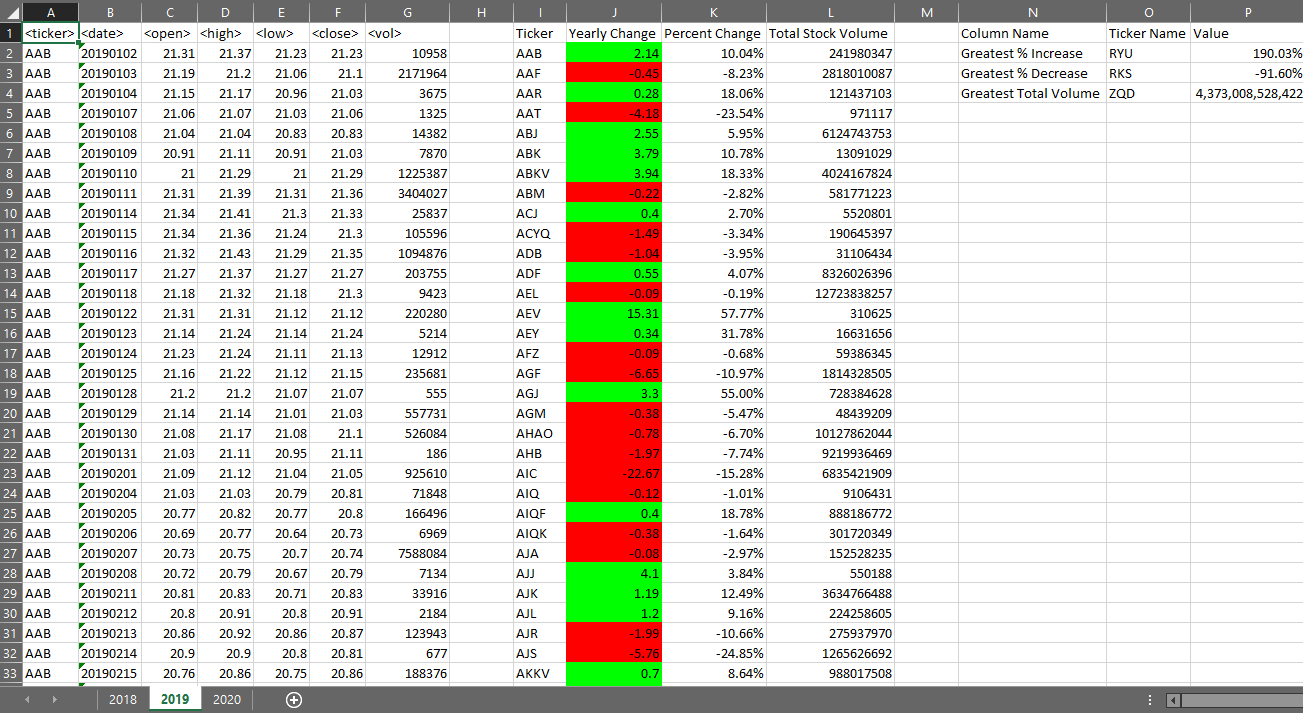 A B C D E F G H I J K L M N O P
1 <ticker> <date> <open> <high> <low> <close> <vol> Ticker Yearly Change Percent Change Total Stock Volume Column Name Ticker Name Value
2 AAB 20190102 21.31 21.37 21.23 21.23 10958 AAB 2.14 10.04% 241980347 Greatest % Increase RYU 190.03%
3 AAB 20190103 21.19 21.2 21.06 21.1 2171964 AAF -0.45 -8.23% 2818010087 Greatest % Decrease RKS -91.60%
4 AAB 20190104 21.15 21.17 20.96 21.03 3675 AAR 0.28 18.06% 121437103 Greatest Total Volume ZQD 4,373,008,528,422
5 AAB 20190107 21.06 21.07 21.03 21.06 1325 AAT -4.18 -23.54% 971117
6 AAB 20190108 21.04 21.04 20.83 20.83 14382 ABJ 2.55 5.95% 6124743753
7 AAB 20190109 20.91 21.11 20.91 21.03 7870 ABK 3.79 10.78% 13091029
8 AAB 20190110 21 21.29 21 21.29 1225387 ABKV 3.94 18.33% 4024167824
9 AAB 20190111 21.31 21.39 21.31 21.36 3404027 ABM -0.22 -2.82% 581771223
10 AAB 20190114 21.34 21.41 21.3 21.33 25837 ACJ 0.4 2.70% 5520801
11 AAB 20190115 21.34 21.36 21.24 21.3 105596 ACYQ -1.49 -3.34% 190645397
12 AAB 20190116 21.32 21.43 21.29 21.35 1094876 ADB -1.04 -3.95% 31106434
13 AAB 20190117 21.27 21.37 21.27 21.27 203755 ADF 0.55 4.07% 8326026396
14 AAB 20190118 21.18 21.32 21.18 21.3 9423 AEL -0.09 -0.19% 12723838257
15 AAB 20190122 21.31 21.31 21.12 21.12 220280 AEV 15.31 57.77% 310625
16 AAB 20190123 21.14 21.24 21.14 21.24 5214 AEY 0.34 31.78% 16631656
17 AAB 20190124 21.23 21.24 21.11 21.13 12912 AFZ -0.09 -0.68% 59386345
18 AAB 20190125 21.16 21.22 21.12 21.15 235681 AGF -6.65 -10.97% 1814328505
19 AAB 20190128 21.2 21.2 21.07 21.07 555 AGJ 3.3 55.00% 728384628
20 AAB 20190129 21.14 21.14 21.01 21.03 557731 AGM -0.38 -5.47% 48439209
21 AAB 20190130 21.08 21.17 21.08 21.1 526084 AHAO -0.78 -6.70% 10127862044
22 AAB 20190131 21.03 21.11 20.95 21.11 186 AHB -1.97 -7.74% 9219936469
23 AAB 20190201 21.09 21.12 21.04 21.05 925610 AIC -22.67 -15.28% 6835421909
24 AAB 20190204 21.03 21.03 20.79 20.81 71848 AIQ -0.12 -1.01% 9106431
25 AAB 20190205 20.77 20.82 20.77 20.8 166496 AIQF 0.4 18.78% 888186772
26 AAB 20190206 20.69 20.77 20.64 20.73 6969 AIQK -0.38 -1.64% 301720349
27 AAB 20190207 20.73 20.75 20.7 20.74 7588084 AJA -0.08 -2.97% 152528235
28 AAB 20190208 20.72 20.79 20.67 20.79 7134 AJJ 4.1 3.84% 550188
29 AAB 20190211 20.81 20.83 20.71 20.83 33916 AJK 1.19 12.49% 3634766488
30 AAB 20190212 20.8 20.91 20.8 20.91 2184 AJL 1.2 9.16% 224258605
31 AAB 20190213 20.86 20.92 20.86 20.87 123943 AJR -1.99 -10.66% 275937970
32 AAB 20190214 20.9 20.9 20.8 20.81 677 AJS -5.76 -24.85% 1265626692
33 AAB 20190215 20.76 20.86 20.75 20.86 188376 AKKV 0.7 8.64% 988017508
2018 2019 2020